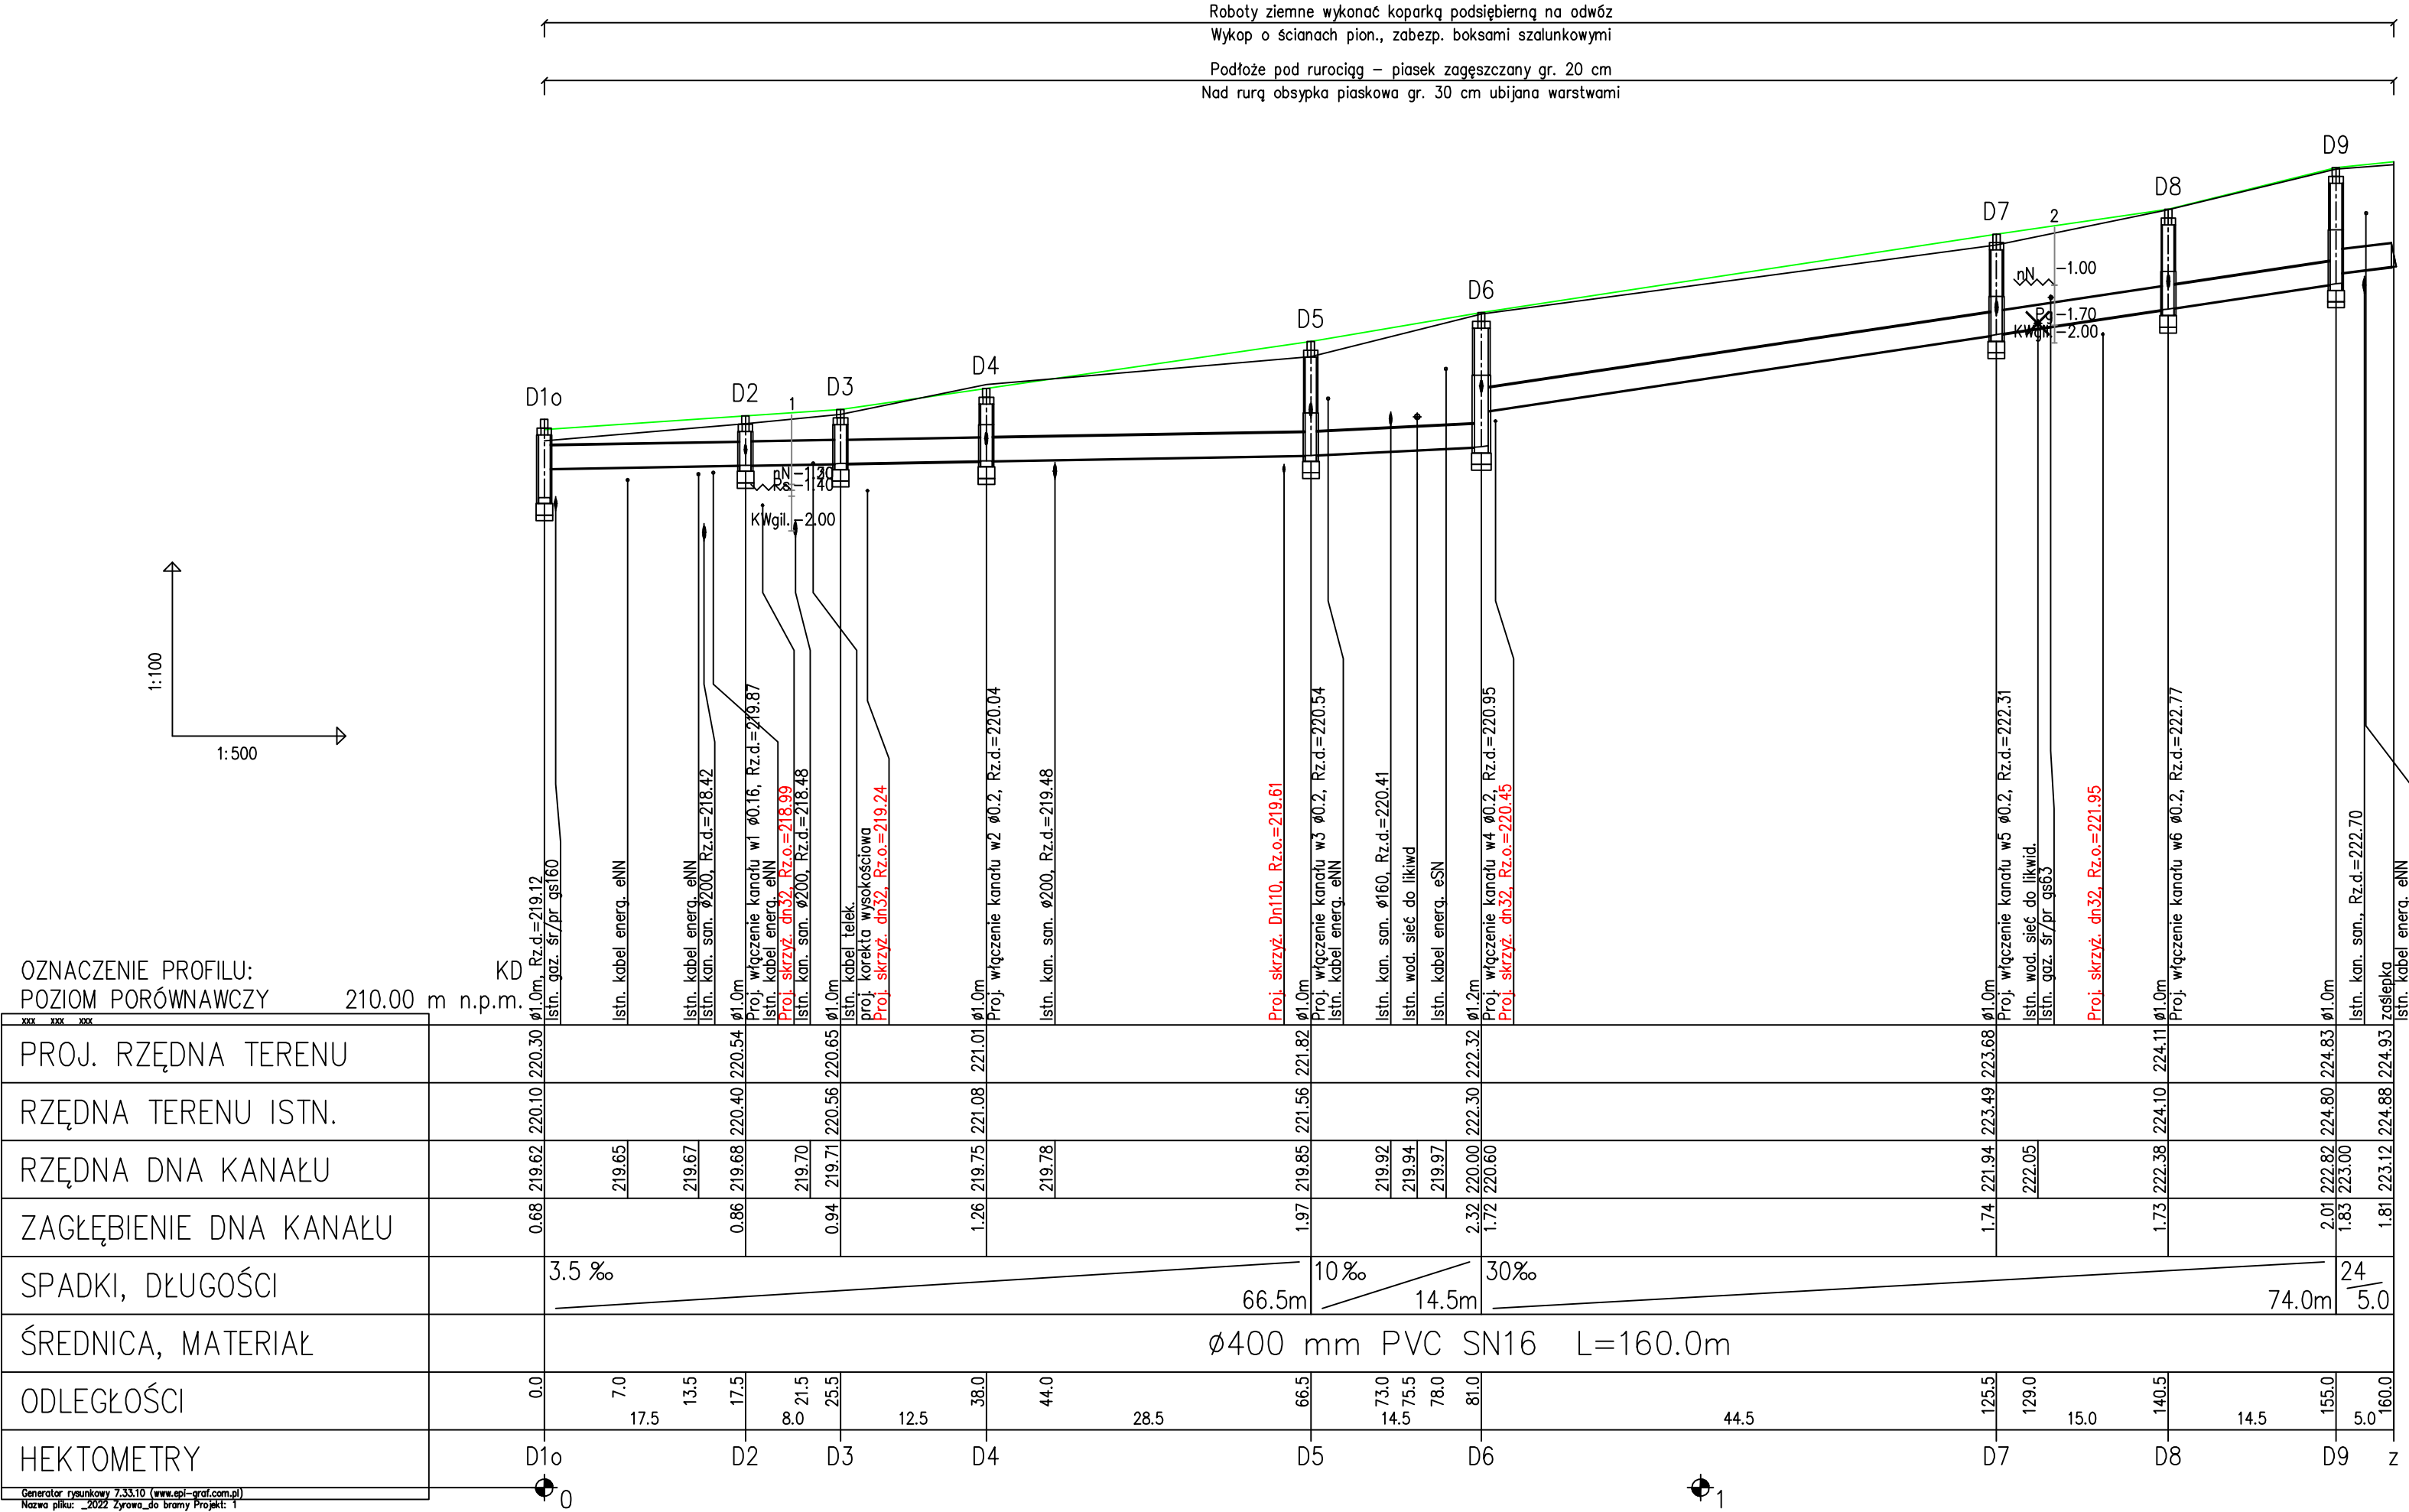 Roboty ziemne wykonać koparką podsiębierną na odwóz
Wykop o ścianach pion., zabezp. boksami szalunkowymi
Podłoże pod rurociąg – piasek zagęszczany gr. 20 cm
Nad rurą obsypka piaskowa gr. 30 cm ubijana warstwami
D1o
D2
D3
D4
D5
D6
D7
D8
D9
1
nN -1.30
Ps -1.40
KWgil. -2.00
2
nN -1.00
Pg -1.70
KWgil. -2.00
1:100
1:500
ø1.0m, Rz.d.=219.12
Istn. gaz. śr/pr gs160
Istn. kabel energ. eNN
Istn. kabel energ. eNN
Istn. kan. san. ø200, Rz.d.=218.42
ø1.0m
Proj. włączenie kanału w1 ø0.16, Rz.d.=219.87
Istn. kabel energ. eNN
Proj. skrzyż. dn32, Rz.o.=218.99
Istn. kan. san. ø200, Rz.d.=218.48
ø1.0m
Istn. kabel telek.
proj. korekta wysokościowa
Proj. skrzyż. dn32, Rz.o.=219.24
ø1.0m
Proj. włączenie kanału w2 ø0.2, Rz.d.=220.04
Istn. kan. san. ø200, Rz.d.=219.48
Proj. skrzyż. Dn110, Rz.o.=219.61
ø1.0m
Proj. włączenie kanału w3 ø0.2, Rz.d.=220.54
Istn. kabel energ. eNN
Istn. kan. san. ø160, Rz.d.=220.41
Istn. wod. sieć do likiwd
Istn. kabel energ. eSN
ø1.2m
Proj. włączenie kanału w4 ø0.2, Rz.d.=220.95
Proj. skrzyż. dn32, Rz.o.=220.45
ø1.0m
Proj. włączenie kanału w5 ø0.2, Rz.d.=222.31
Istn. wod. sieć do likwid.
Istn. gaz. śr/pr gs63
Proj. skrzyż. dn32, Rz.o.=221.95
ø1.0m
Proj. włączenie kanału w6 ø0.2, Rz.d.=222.77
ø1.0m
Istn. kan. san., Rz.d.=222.70
zaślepka
Istn. kabel energ. eNN
OZNACZENIE PROFILU: KD
POZIOM PORÓWNAWCZY 210.00 m n.p.m.
xxx xxx xxx
PROJ. RZĘDNA TERENU 220.30 220.54 220.65 221.01 221.82 222.32 223.68 224.11 224.83 224.93
RZĘDNA TERENU ISTN. 220.10 220.40 220.56 221.08 221.56 222.30 223.49 224.10 224.80 224.88
RZĘDNA DNA KANAŁU 219.62 219.65 219.67 219.68 219.70 219.71 219.75 219.78 219.85 219.92 219.94 219.97 220.00 220.60 221.94 222.05 222.38 222.82 223.00 223.12
ZAGŁĘBIENIE DNA KANAŁU 0.68 0.86 0.94 1.26 1.97 2.32 1.72 1.74 1.73 2.01 1.83 1.81
SPADKI, DŁUGOŚCI 3.5 ‰ 66.5m 10‰ 14.5m 30‰ 74.0m 24 5.0
ŚREDNICA, MATERIAŁ ø400 mm PVC SN16 L=160.0m
ODLEGŁOŚCI 0.0 7.0 13.5 17.5 21.5 25.5 38.0 44.0 66.5 73.0 75.5 78.0 81.0 125.5 129.0 140.5 155.0 160.0
17.5 8.0 12.5 28.5 14.5 44.5 15.0 14.5 5.0
HEKTOMETRY D1o D2 D3 D4 D5 D6 D7 D8 D9 z
0 1
Generator rysunkowy 7.33.10 (www.epi-graf.com.pl)
Nazwa pliku: _2022 Zyrowa_do bramy Projekt: 1